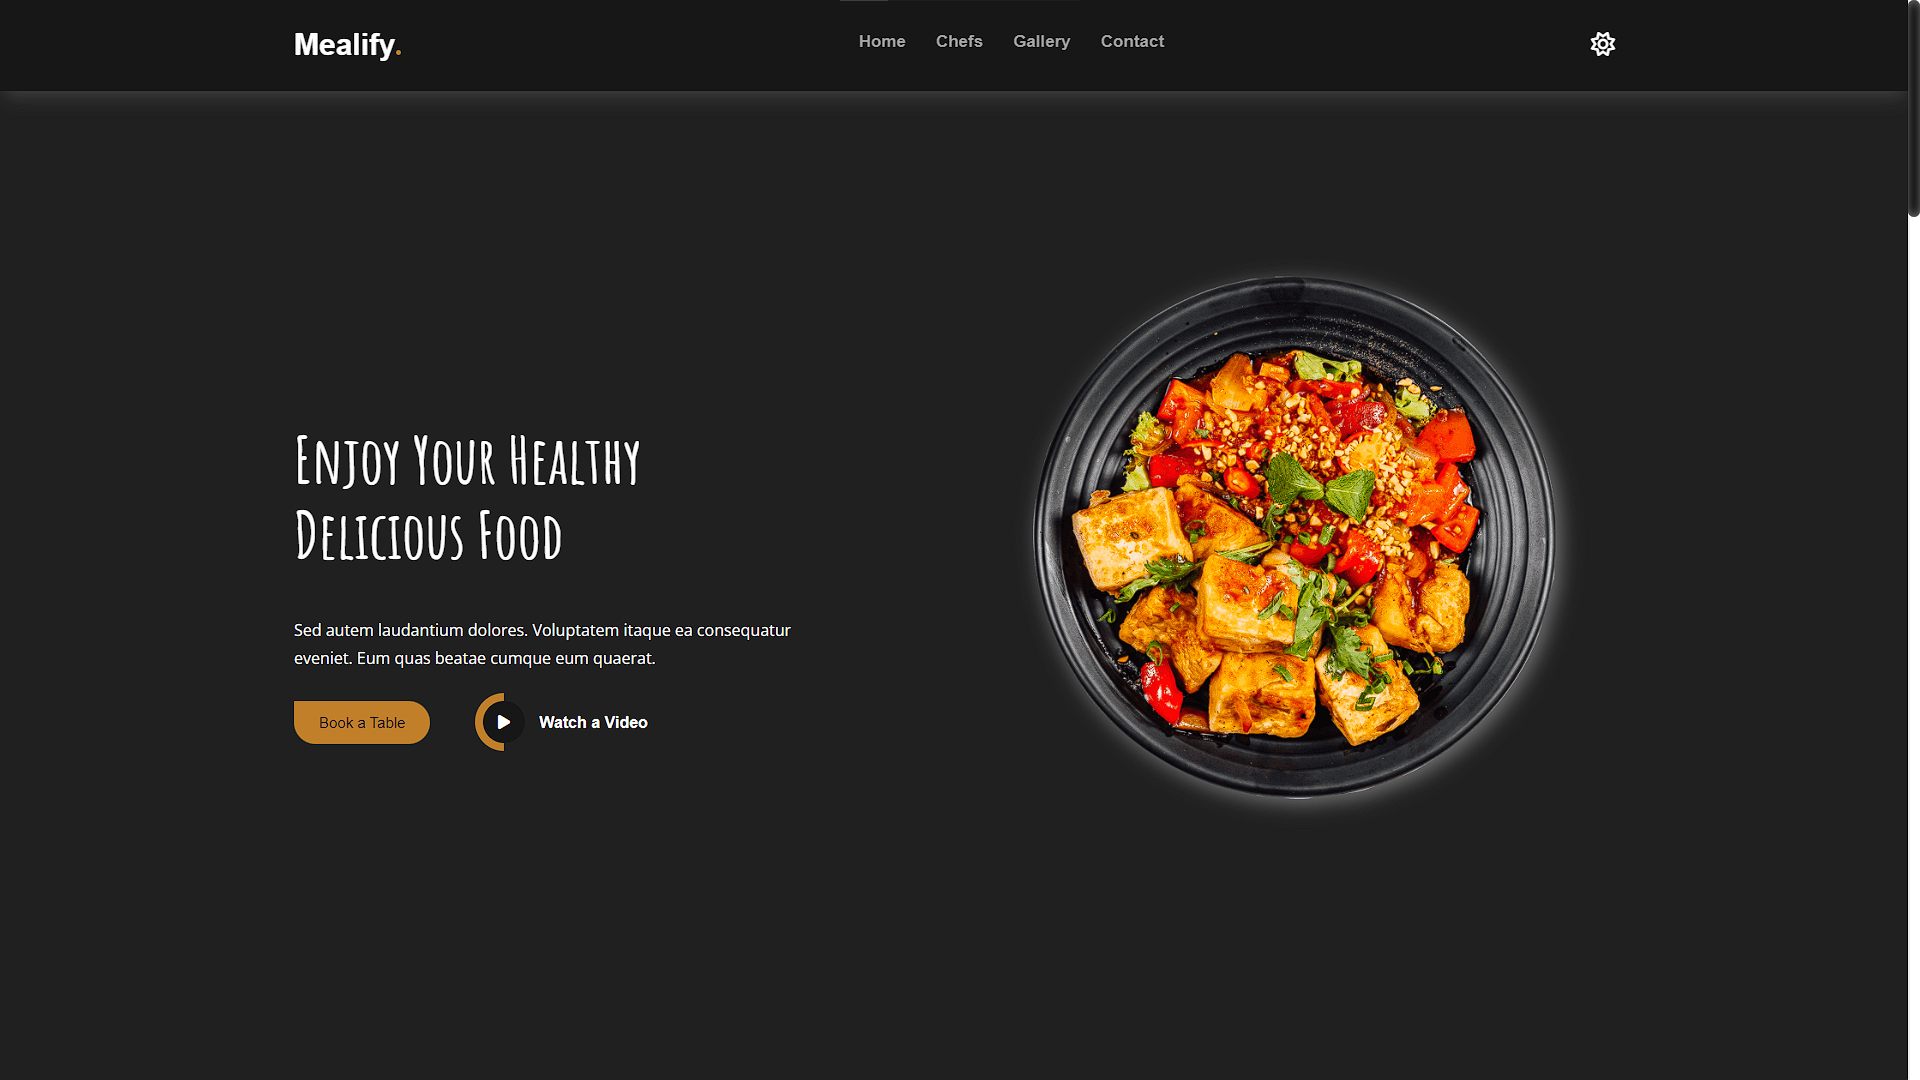 Mealify.
Home Chefs Gallery Contact
Enjoy Your Healthy
Delicious Food
Sed autem laudantium dolores. Voluptatem itaque ea consequatur
eveniet. Eum quas beatae cumque eum quaerat.
Book a Table
Watch a Video